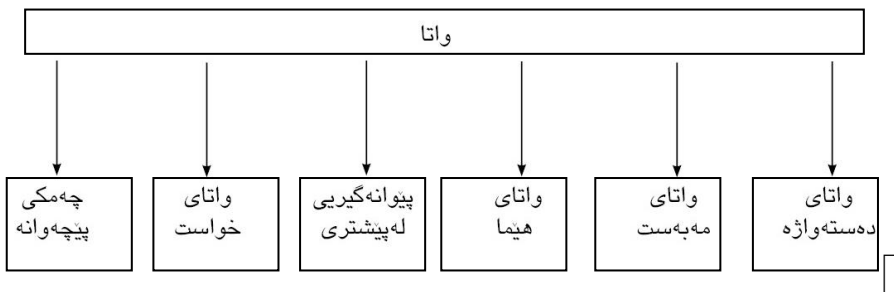 واتا
واتای
دەستەواژە
واتای
مەبەست
واتای
هێما
پێوانەگیریی
لەپێشتری
واتای
خواست
چەمکی
پێچەوانە